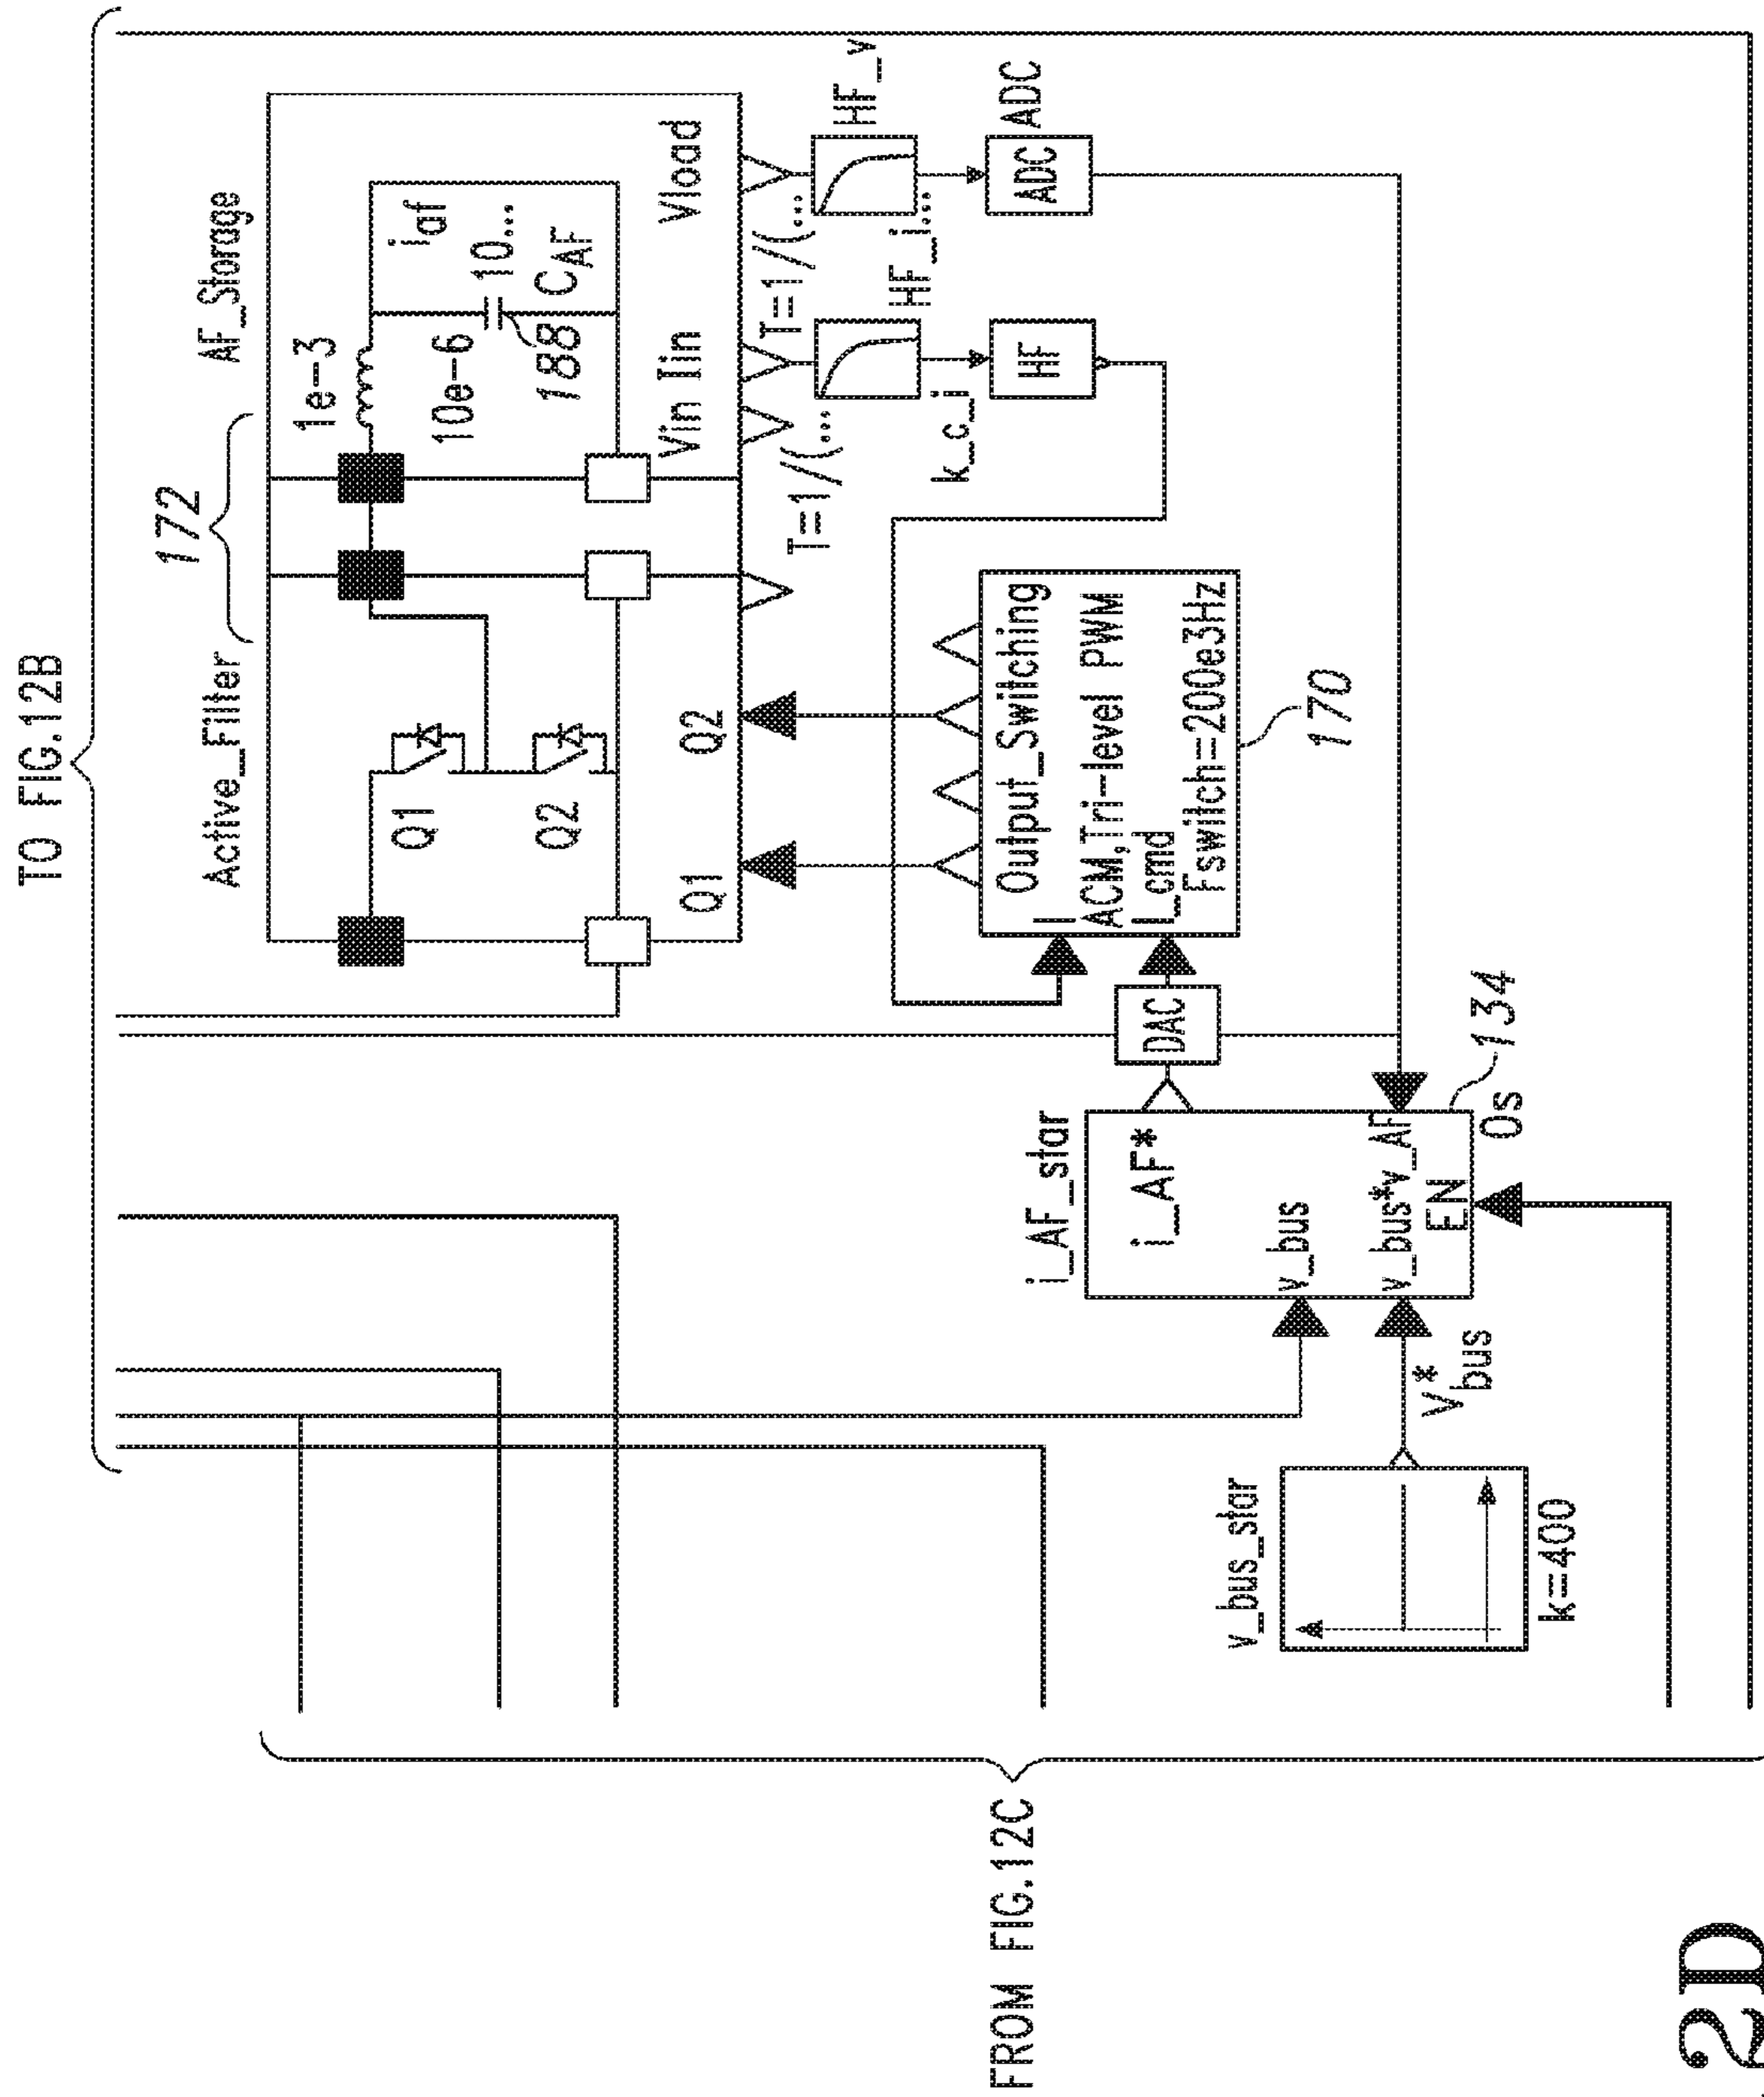 TO FIG.12B
172
Active_Filter
AF_Storage
1e-3
iaf
10e-6
10...
CAF
188
Q1
Q2
Q1
Q2
Vin Iin
Vload
T=1/(...
T=1/(...
HF_v
HF_i...
k_c_i
HF
ADC
ADC
Output_Switching
I
ACM,Tri-level PWM
I_cmd
Fswitch=200e3Hz
170
DAC
i_AF_star
i_AF*
v_bus
v_bus*v_AF
EN
0s
134
v_bus_star
V*bus
k=400
FROM FIG.12C
2D